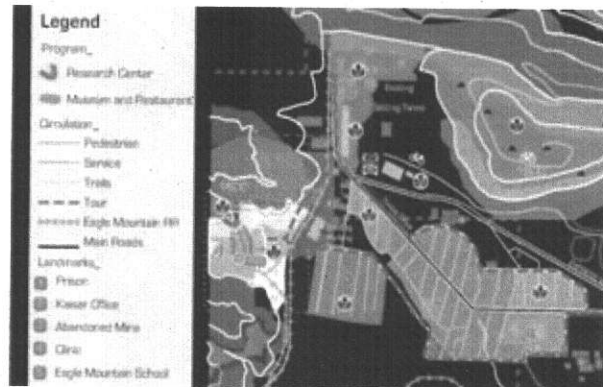 Legend
Program_
Research Center
Museum and Restaurant
Circulation_
Pedestrian
Service
Trails
Tour
Eagle Mountain RR
Main Roads
Landmarks_
Prison
Kaiser Office
Abandoned Mine
Clinic
Eagle Mountain School